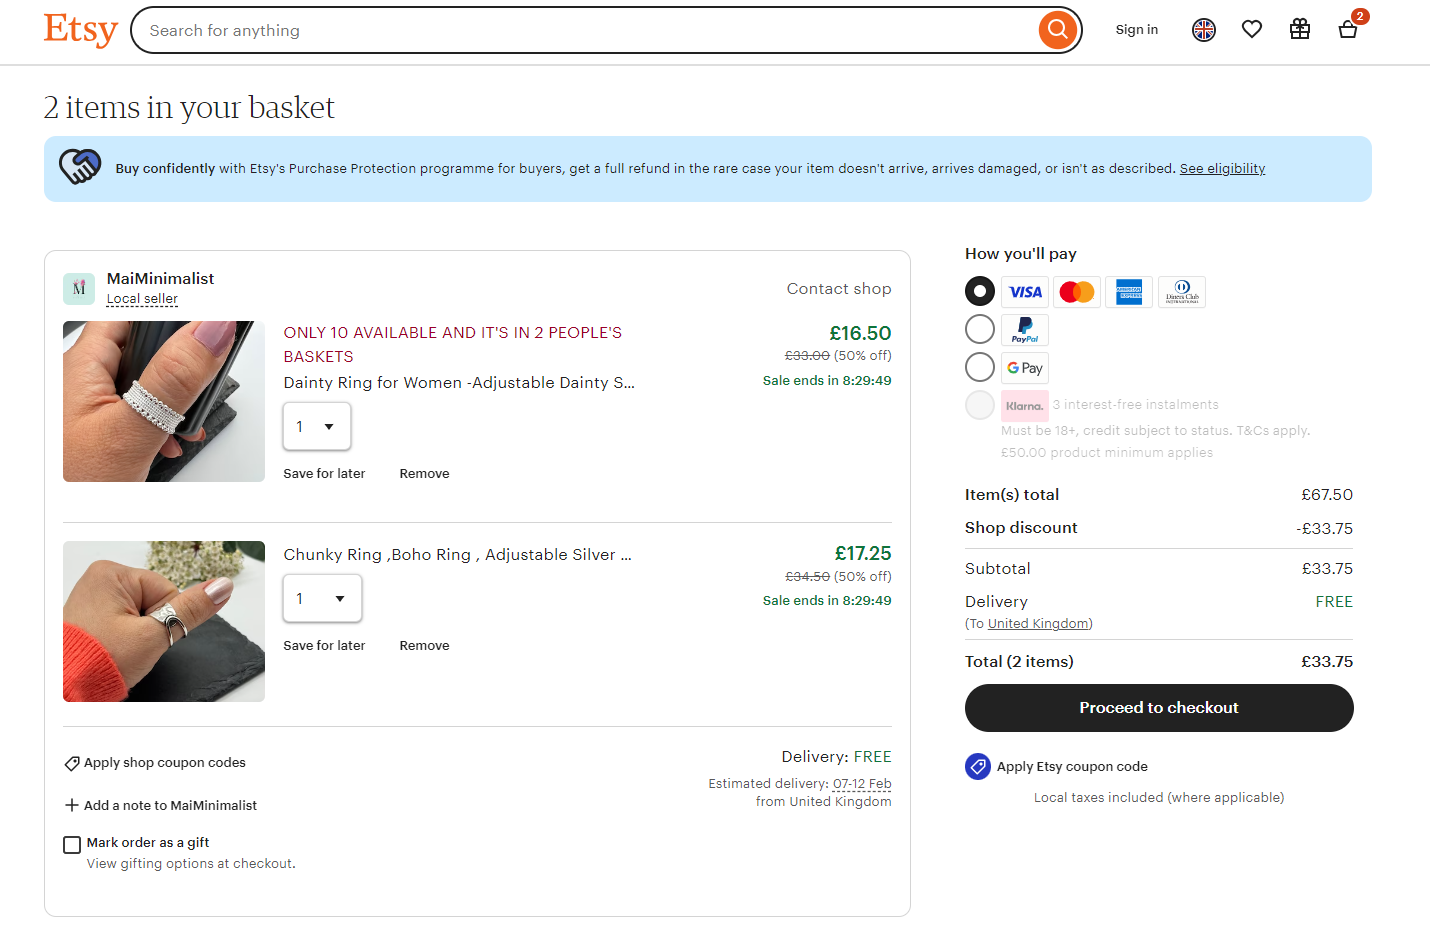 Etsy
Search for anything
Sign in
2
2 items in your basket
Buy confidently with Etsy's Purchase Protection programme for buyers, get a full refund in the rare case your item doesn't arrive, arrives damaged, or isn't as described. See eligibility
M
MaiMinimalist
Local seller
Contact shop
ONLY 10 AVAILABLE AND IT'S IN 2 PEOPLE'S
BASKETS
Dainty Ring for Women -Adjustable Dainty S...
1
Save for later Remove
£16.50
£33.00 (50% off)
Sale ends in 8:29:49
Chunky Ring ,Boho Ring , Adjustable Silver ...
1
Save for later Remove
£17.25
£34.50 (50% off)
Sale ends in 8:29:49
Apply shop coupon codes
Add a note to MaiMinimalist
Mark order as a gift
View gifting options at checkout.
Delivery: FREE
Estimated delivery: 07-12 Feb
from United Kingdom
How you'll pay
VISA
AMERICAN EXPRESS
Diners Club
INTERNATIONAL
PayPal
G Pay
Klarna. 3 interest-free instalments
Must be 18+, credit subject to status. T&Cs apply.
£50.00 product minimum applies
Item(s) total £67.50
Shop discount -£33.75
Subtotal £33.75
Delivery FREE
(To United Kingdom)
Total (2 items) £33.75
Proceed to checkout
Apply Etsy coupon code
Local taxes included (where applicable)